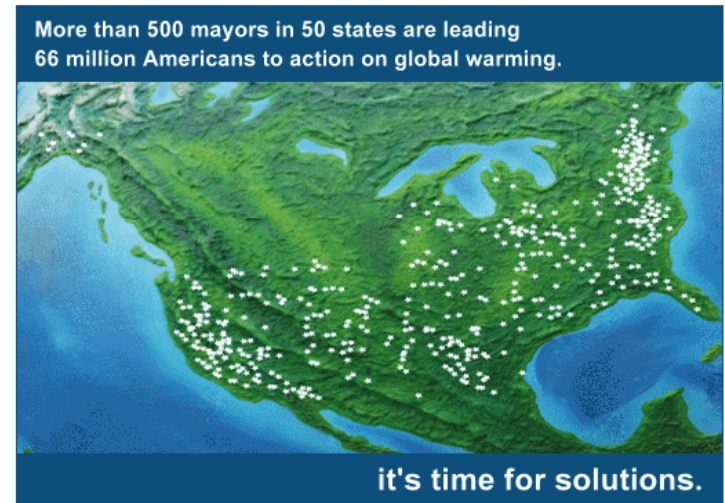 More than 500 mayors in 50 states are leading
66 million Americans to action on global warming.
it's time for solutions.